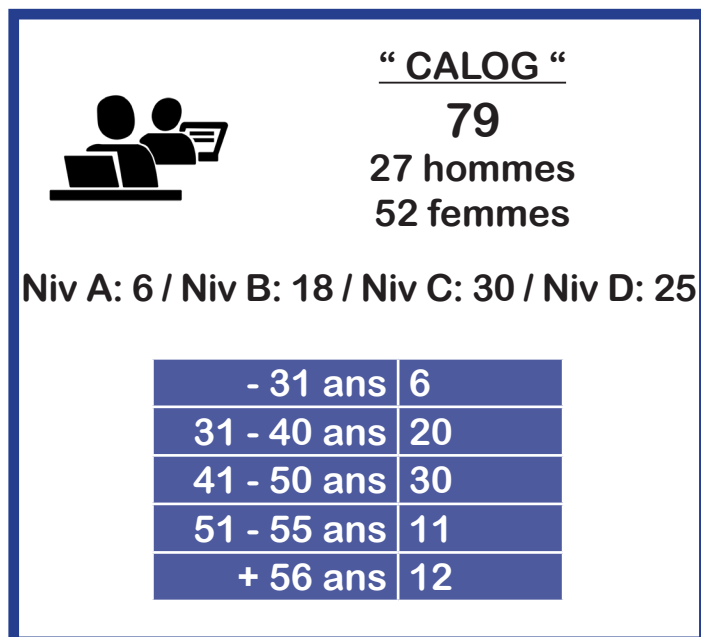 “ CALOG “
79
27 hommes
52 femmes
Niv A: 6 / Niv B: 18 / Niv C: 30 / Niv D: 25
- 31 ans 6
31 - 40 ans 20
41 - 50 ans 30
51 - 55 ans 11
+ 56 ans 12